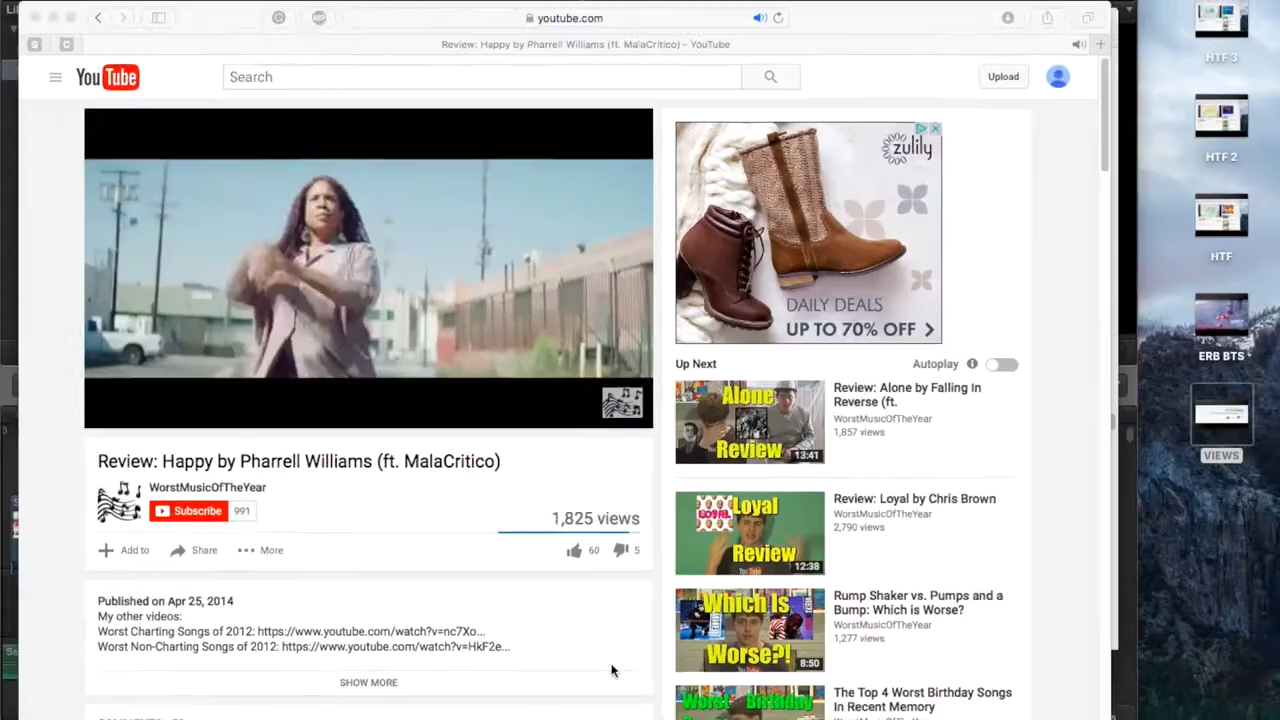 youtube.com
Review: Happy by Pharrell Williams (ft. MalaCritico) - YouTube
S
C
YouTube
Search
Upload
zulily
DAILY DEALS
UP TO 70% OFF
Up Next
Autoplay
Alone
Review
13:41
Review: Alone by Falling In
Reverse (ft.
WorstMusicOfTheYear
1,857 views
Review: Happy by Pharrell Williams (ft. MalaCritico)
WorstMusicOfTheYear
Subscribe 991
1,825 views
Add to
Share
More
60
5
Loyal
Review
12:38
Review: Loyal by Chris Brown
WorstMusicOfTheYear
2,790 views
Published on Apr 25, 2014
My other videos:
Worst Charting Songs of 2012: https://www.youtube.com/watch?v=nc7Xo...
Worst Non-Charting Songs of 2012: https://www.youtube.com/watch?v=HkF2e...
SHOW MORE
Which Is
Worse?!
6:50
Rump Shaker vs. Pumps and a
Bump: Which is Worse?
WorstMusicOfTheYear
1,277 views
Worst Birthday
The Top 4 Worst Birthday Songs
In Recent Memory
HTF 3
HTF 2
HTF
ERB BTS
VIEWS